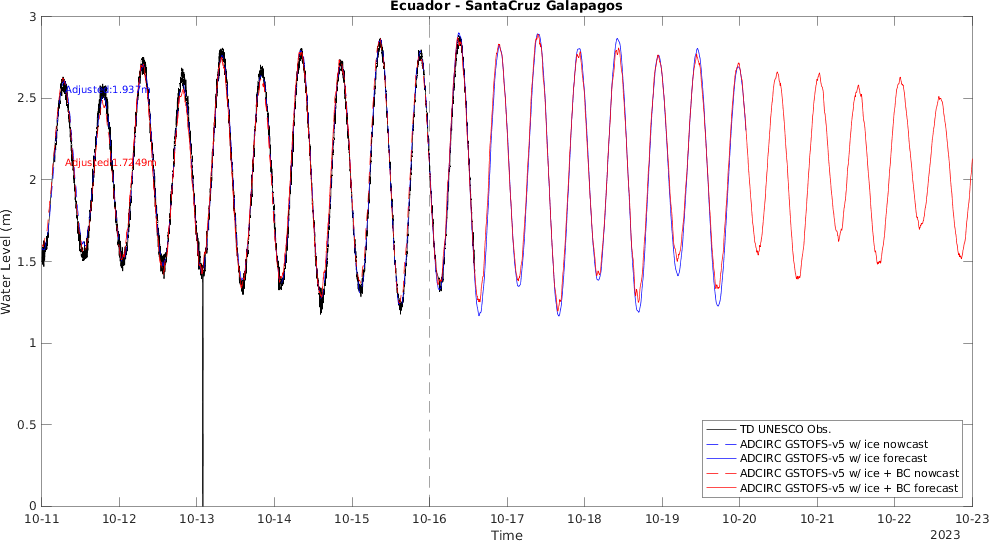 Ecuador - SantaCruz Galapagos
3
2.5
2
1.5
1
0.5
0
Water Level (m)
Adjusted:1.937m
Adjusted:1.7249m
TD UNESCO Obs.
ADCIRC GSTOFS-v5 w/ ice nowcast
ADCIRC GSTOFS-v5 w/ ice forecast
ADCIRC GSTOFS-v5 w/ ice + BC nowcast
ADCIRC GSTOFS-v5 w/ ice + BC forecast
10-11 10-12 10-13 10-14 10-15 10-16 10-17 10-18 10-19 10-20 10-21 10-22 10-23
Time
2023